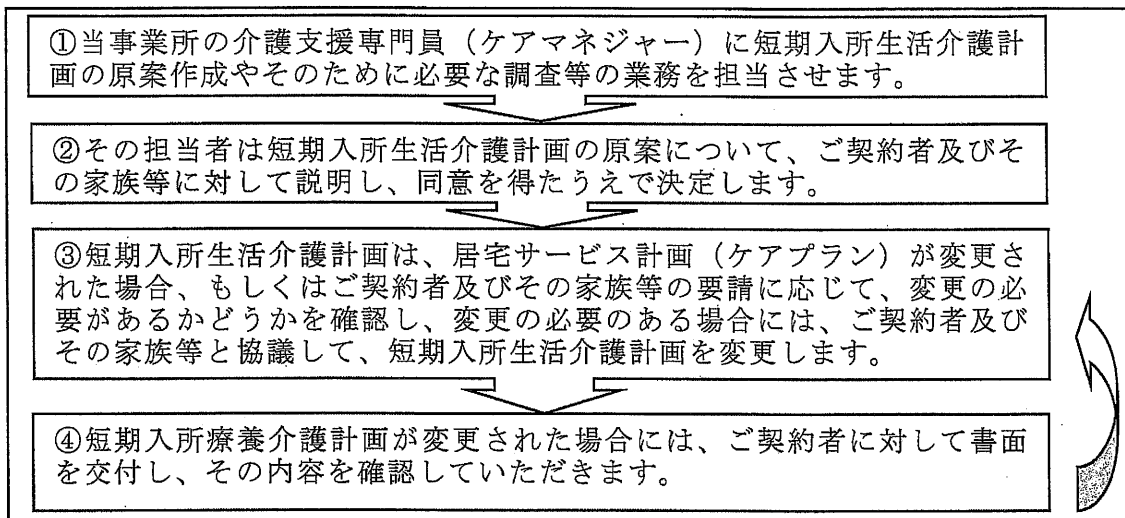 ①当事業所の介護支援専門員（ケアマネジャー）に短期入所生活介護計
画の原案作成やそのために必要な調査等の業務を担当させます。
②その担当者は短期入所生活介護計画の原案について、ご契約者及びそ
の家族等に対して説明し、同意を得たうえで決定します。
③短期入所生活介護計画は、居宅サービス計画（ケアプラン）が変更さ
れた場合、もしくはご契約者及びその家族等の要請に応じて、変更の必
要があるかどうかを確認し、変更の必要のある場合には、ご契約者及び
その家族等と協議して、短期入所生活介護計画を変更します。
④短期入所療養介護計画が変更された場合には、ご契約者に対して書面
を交付し、その内容を確認していただきます。